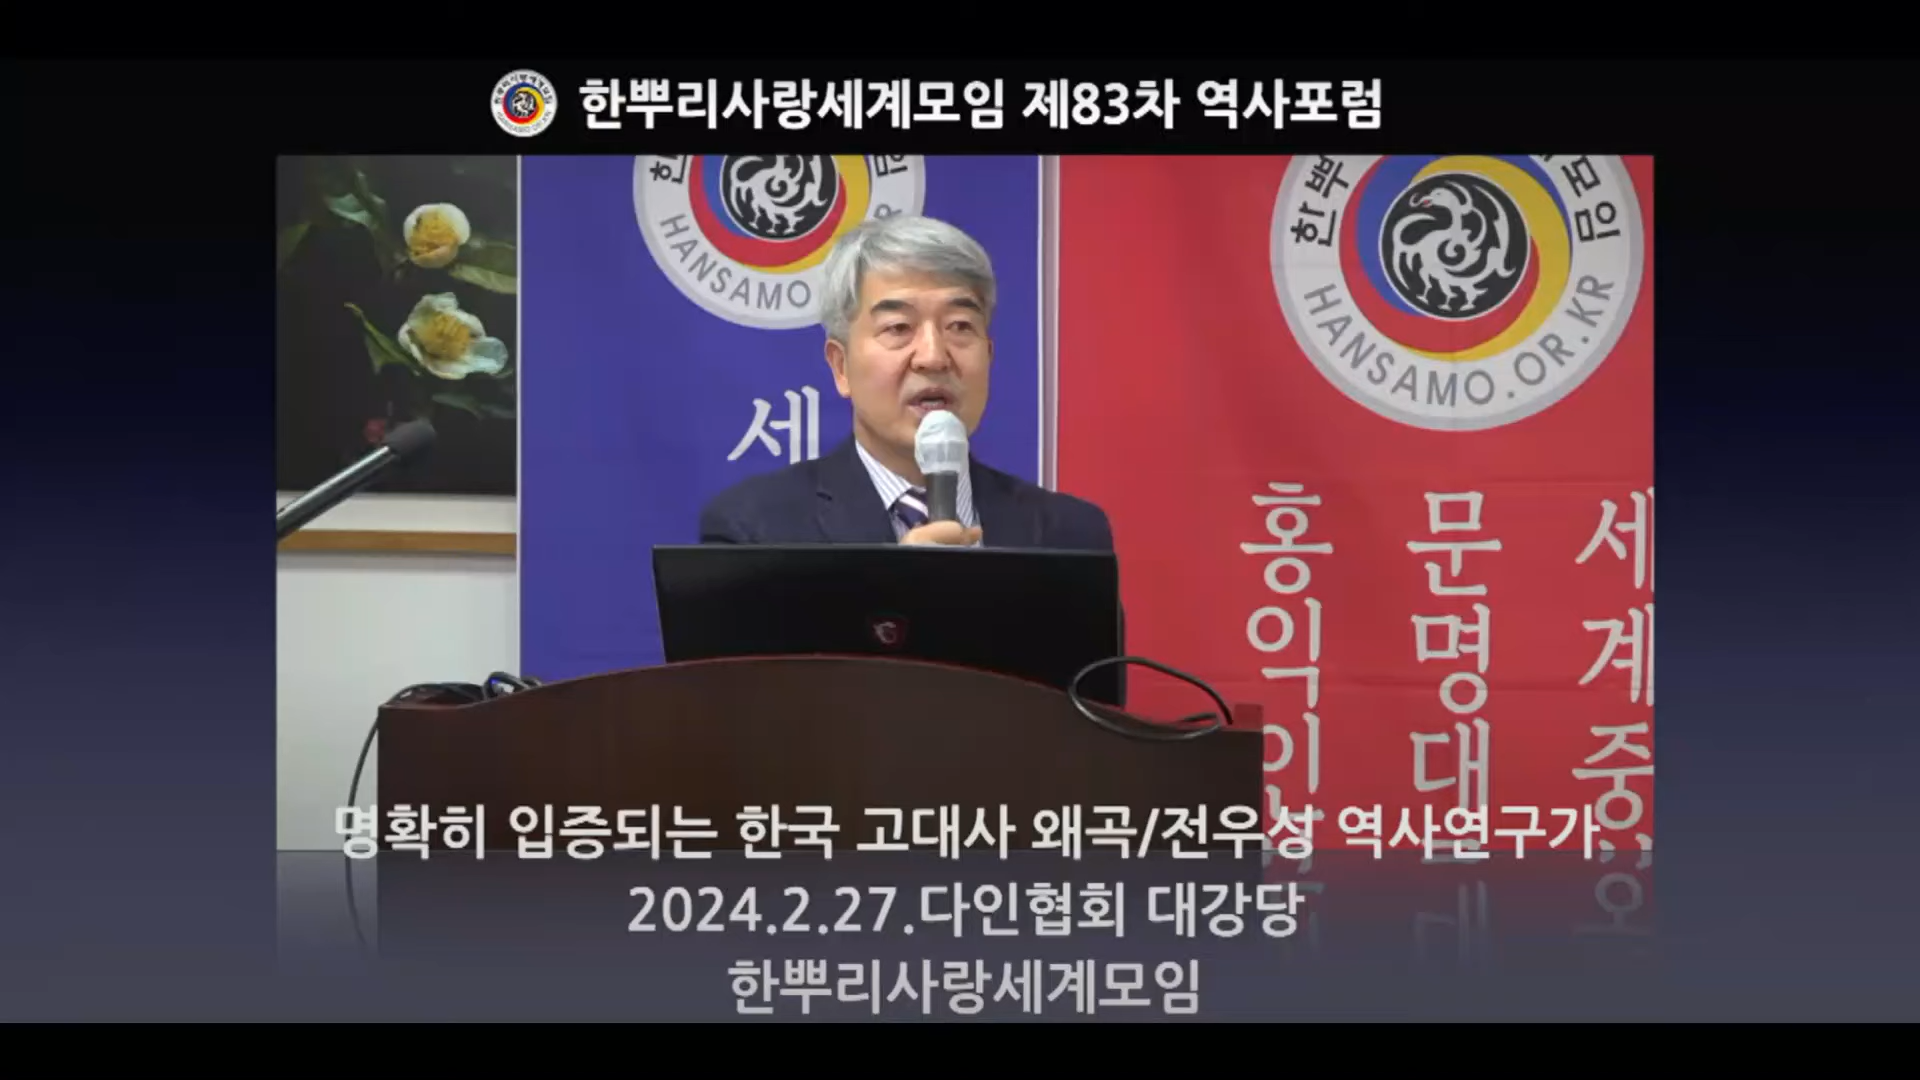 한뿌리사랑세계모임 제83차 역사포럼
HANSAMO
HANSAMO.OR.KR
세
홍익인
문명대
세계중
명확히 입증되는 한국 고대사 왜곡/전우성 역사연구가
2024.2.27.다인협회 대강당
한뿌리사랑세계모임